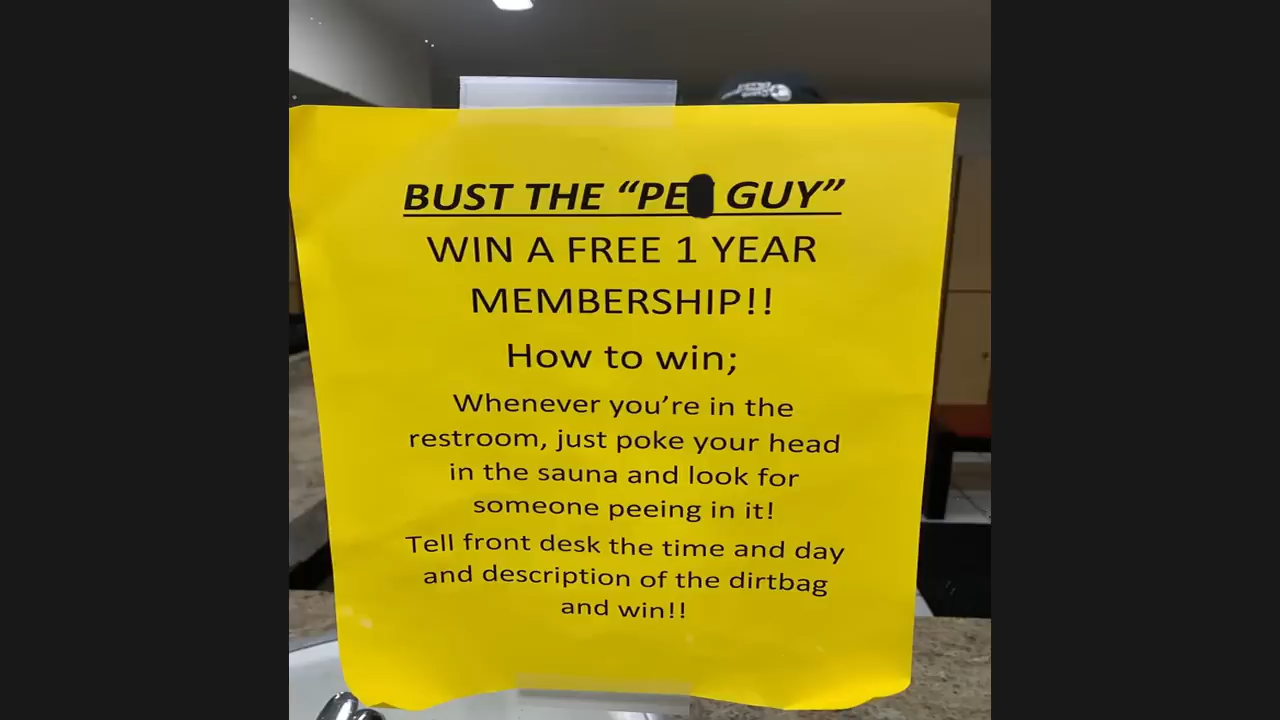 BUST THE “PE GUY”
WIN A FREE 1 YEAR
MEMBERSHIP!!
How to win;
Whenever you’re in the
restroom, just poke your head
in the sauna and look for
someone peeing in it!
Tell front desk the time and day
and description of the dirtbag
and win!!